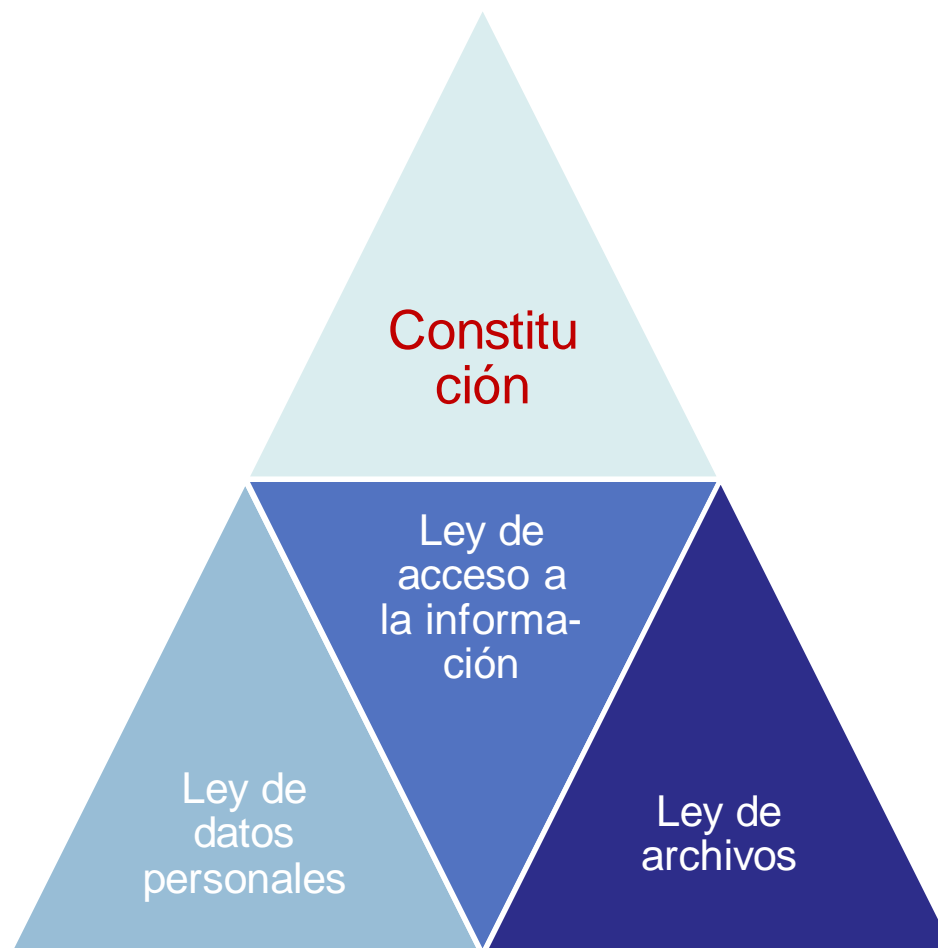 Constitu
ción
Ley de
acceso a
la informa-
ción
Ley de
datos
personales
Ley de
archivos